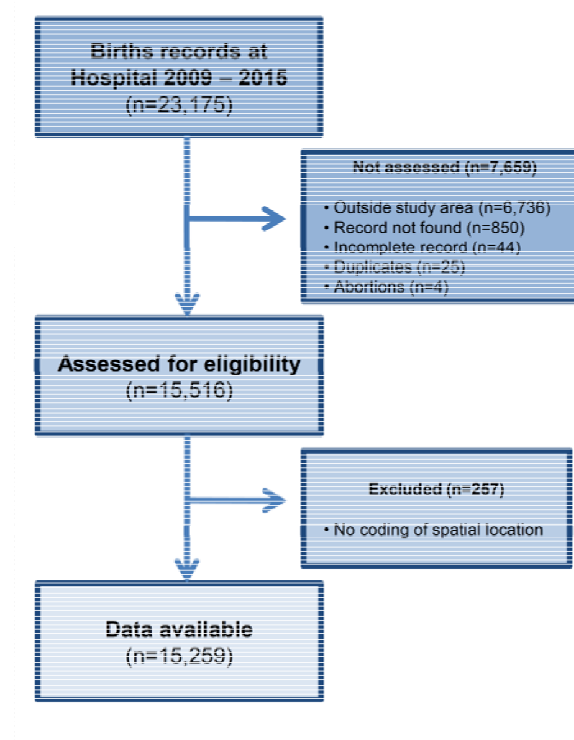 Births records at
Hospital 2009 – 2015
(n=23,175)
Not assessed (n=7,659)
• Outside study area (n=6,736)
• Record not found (n=850)
• Incomplete record (n=44)
• Duplicates (n=25)
• Abortions (n=4)
Assessed for eligibility
(n=15,516)
Excluded (n=257)
• No coding of spatial location
Data available
(n=15,259)